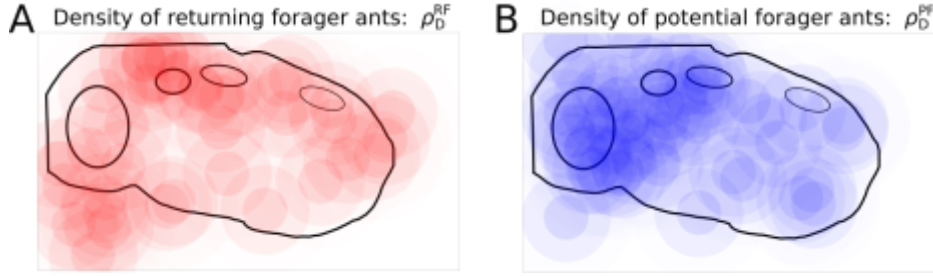 A Density of returning forager ants: ρ_D^RF
B Density of potential forager ants: ρ_D^PF